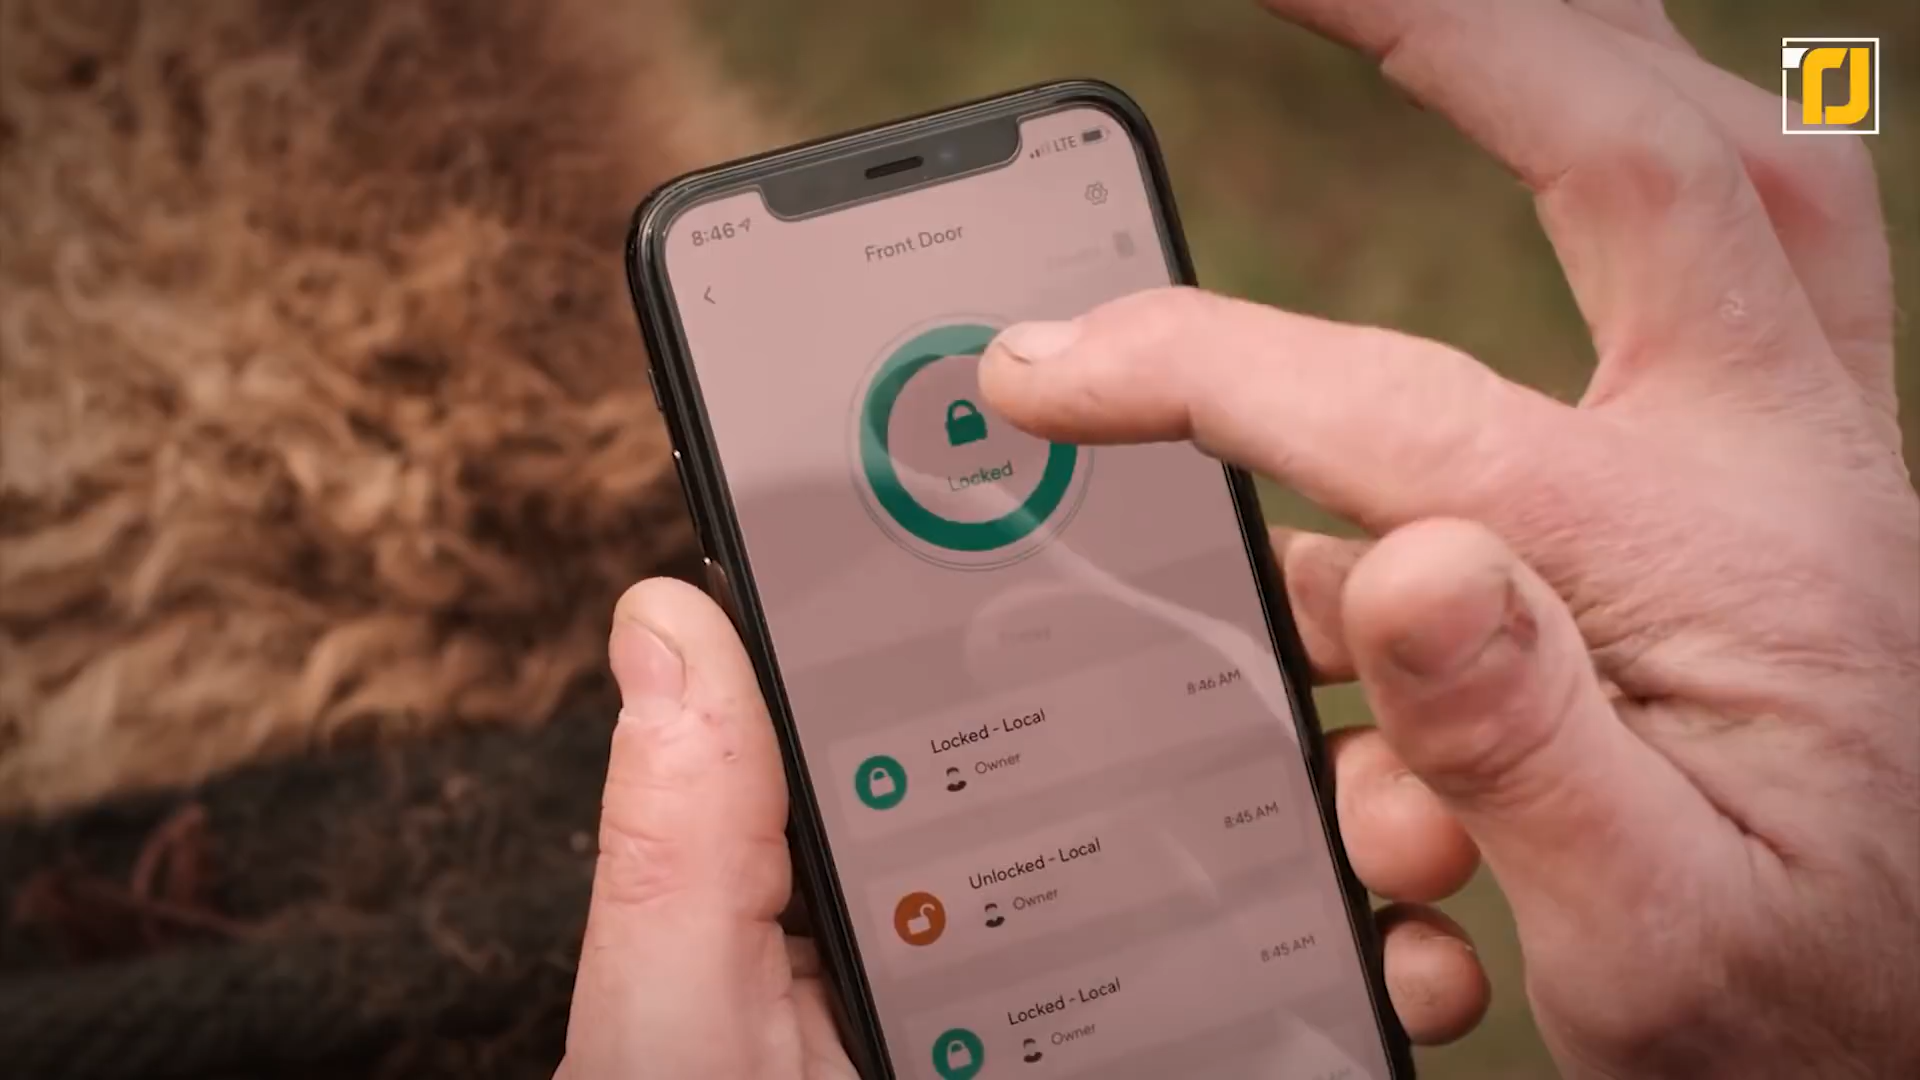 8:46
LTE
Front Door
Locked
8:46 AM
Locked - Local
Owner
8:45 AM
Unlocked - Local
Owner
8:45 AM
Locked - Local
Owner